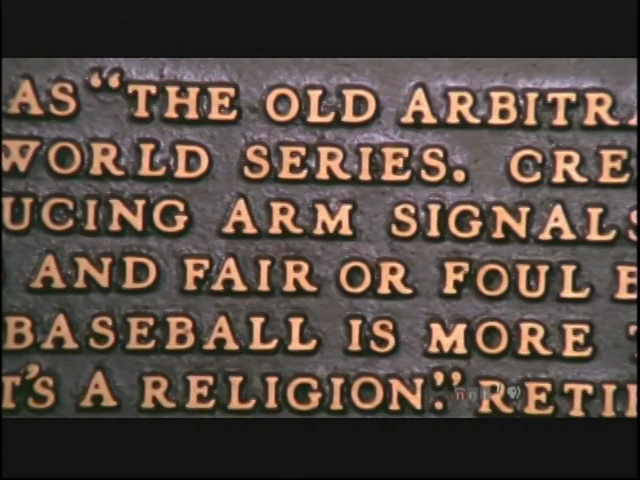 AS "THE OLD ARBITRA
WORLD SERIES. CRE
UCING ARM SIGNALS
AND FAIR OR FOUL B
BASEBALL IS MORE T
T'S A RELIGION." RETI